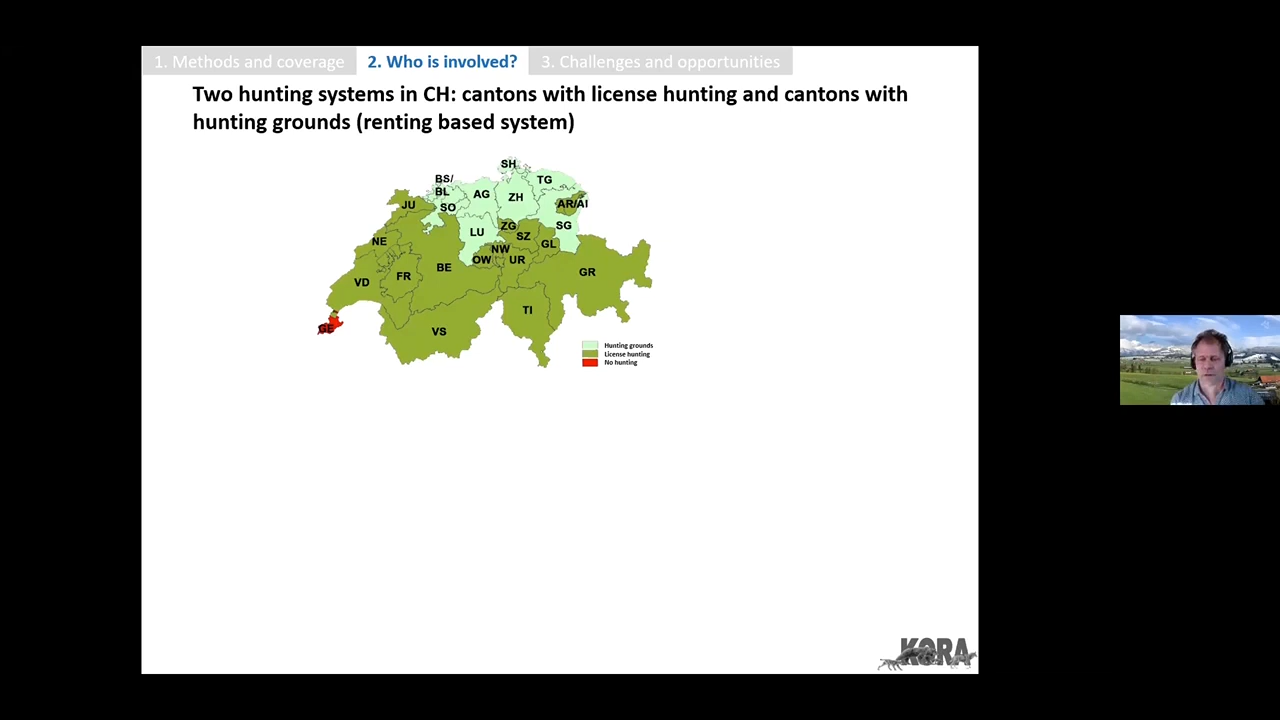 1. Methods and coverage
2. Who is involved?
3. Challenges and opportunities
Two hunting systems in CH: cantons with license hunting and cantons with
hunting grounds (renting based system)
SH
BS/
BL
AG
ZH
TG
JU
SO
AR/AI
LU
ZG
SZ
SG
NE
NW
GL
OW
UR
BE
FR
VD
GR
TI
GE
VS
Hunting grounds
License hunting
No hunting
KORA